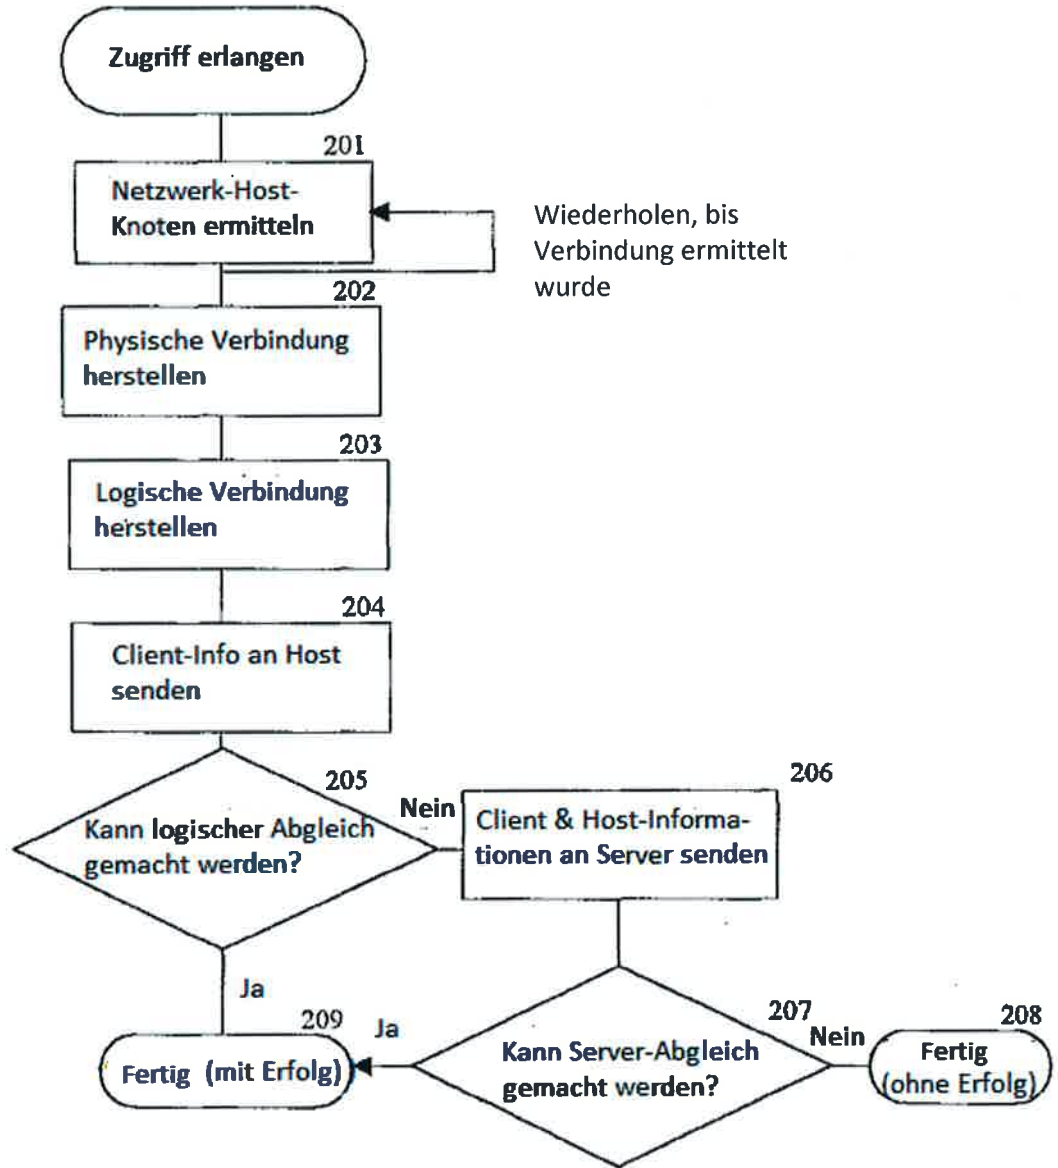 Zugriff erlangen
201
Netzwerk-Host-
Knoten ermitteln
Wiederholen, bis
Verbindung ermittelt
wurde
202
Physische Verbindung
herstellen
203
Logische Verbindung
herstellen
204
Client-Info an Host
senden
205
Kann logischer Abgleich
gemacht werden?
Nein
206
Client & Host-Informa-
tionen an Server senden
Ja
207
Kann Server-Abgleich
gemacht werden?
Nein
208
Fertig
(ohne Erfolg)
Ja
209
Fertig (mit Erfolg)